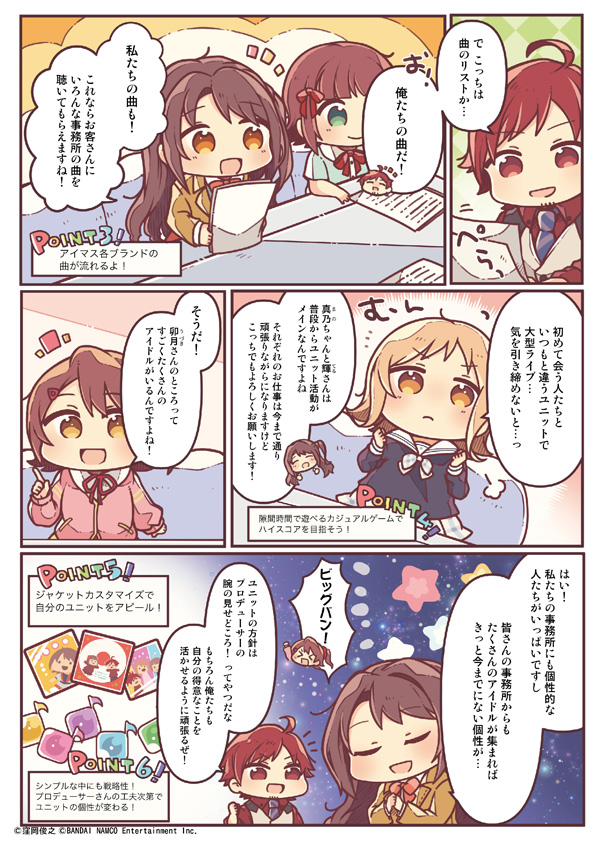 で こっちは
曲のリストか…
ぺら、
お!
俺たちの曲だ!
私たちの曲も!
これならお客さんに
いろんな事務所の曲を
聴いてもらえますね!
POINT3!
アイマス各ブランドの
曲が流れるよ!
初めて会う人たちと
いつもと違うユニットで
大型ライブ…
気を引き締めないと…っ
むんっ
真乃ちゃんと輝さんは
まの
てる
普段からユニット活動が
メインなんですよね
それぞれのお仕事は今まで通り
頑張りながらになりますけど
こっちでもよろしくお願いします!
POINT4!
隙間時間で遊べるカジュアルゲームで
ハイスコアを目指そう!
そうだ!
卯月さんのところって
うづき
すごくたくさんの
アイドルがいるんですよね!
はい!
私たちの事務所にも個性的な
人たちがいっぱいですし
皆さんの事務所からも
たくさんのアイドルが集まれば
きっと今までにない個性が…
ビッグバン!
ユニットの方針は
プロデューサーの
腕の見せどころ! ってやつだな
もちろん俺たちも
自分の得意なことを
活かせるように頑張るぜ!
POINT5!
ジャケットカスタマイズで
自分のユニットをアピール!
POINT6!
シンプルな中にも戦略性!
プロデューサーさんの工夫次第で
ユニットの個性が変わる!
©窪岡俊之 ©BANDAI NAMCO Entertainment Inc.